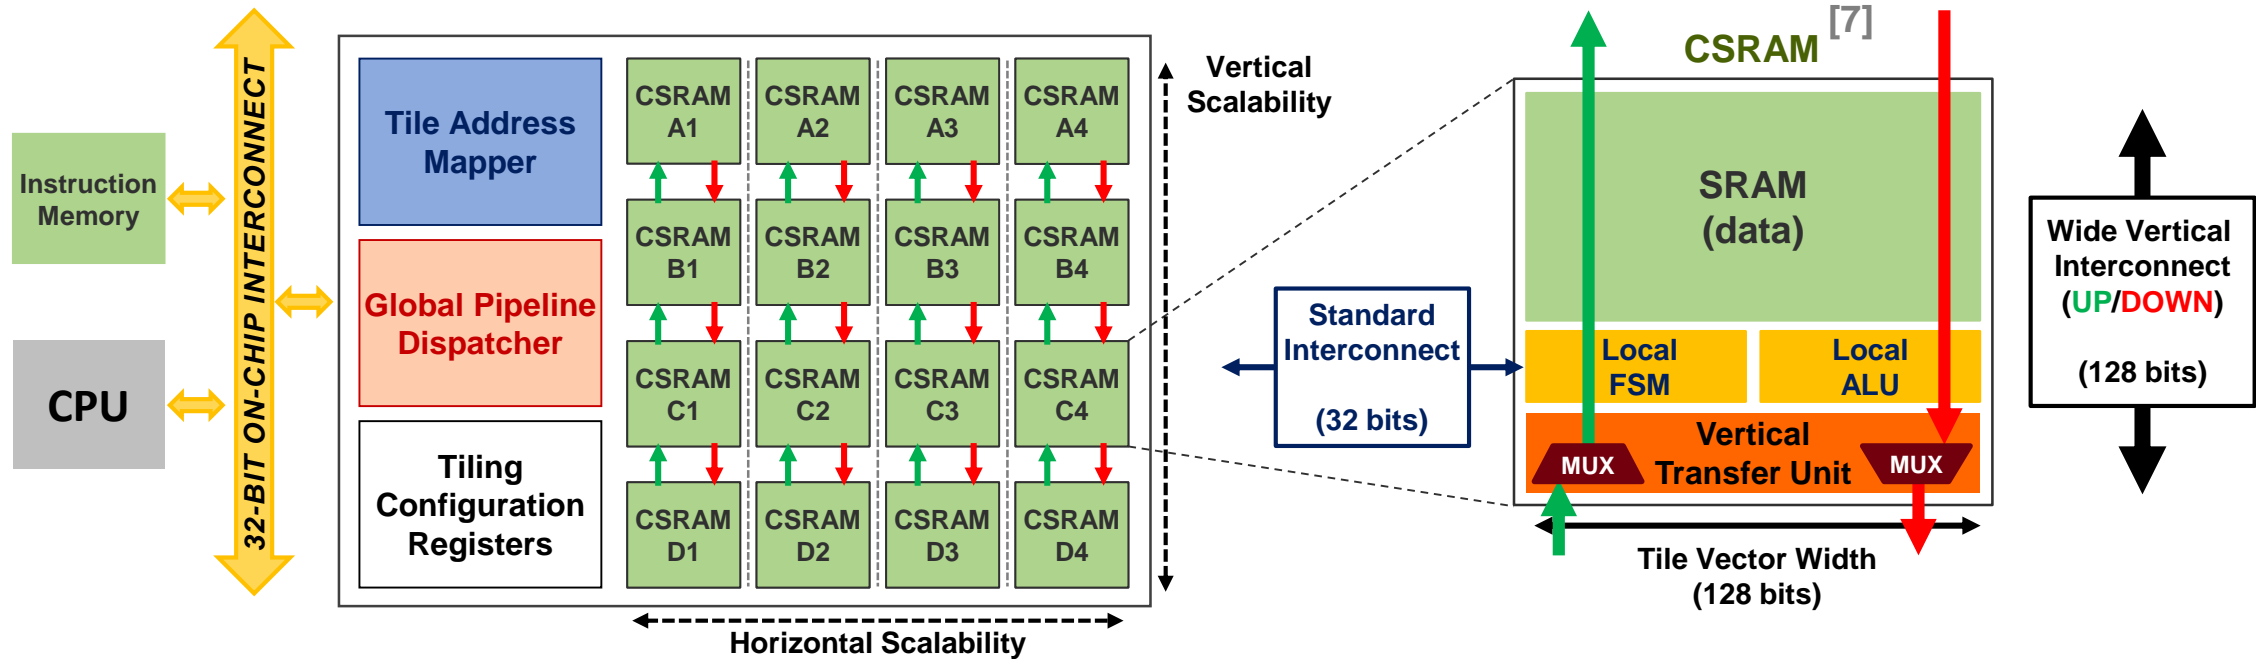 Instruction
Memory
CPU
32-BIT ON-CHIP INTERCONNECT
Tile Address
Mapper
Global Pipeline
Dispatcher
Tiling
Configuration
Registers
CSRAM
A1
CSRAM
A2
CSRAM
A3
CSRAM
A4
CSRAM
B1
CSRAM
B2
CSRAM
B3
CSRAM
B4
CSRAM
C1
CSRAM
C2
CSRAM
C3
CSRAM
C4
CSRAM
D1
CSRAM
D2
CSRAM
D3
CSRAM
D4
Horizontal Scalability
Vertical
Scalability
Standard
Interconnect
(32 bits)
CSRAM [7]
SRAM
(data)
Local
FSM
Local
ALU
Vertical
Transfer Unit
MUX
MUX
Tile Vector Width
(128 bits)
Wide Vertical
Interconnect
(UP/DOWN)
(128 bits)